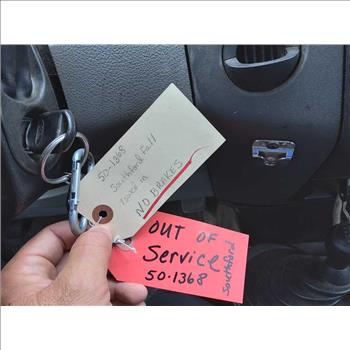 50-1368
Southford Fall
Towed in
NO BRAKES
OUT OF
Service
50-1368
Southford